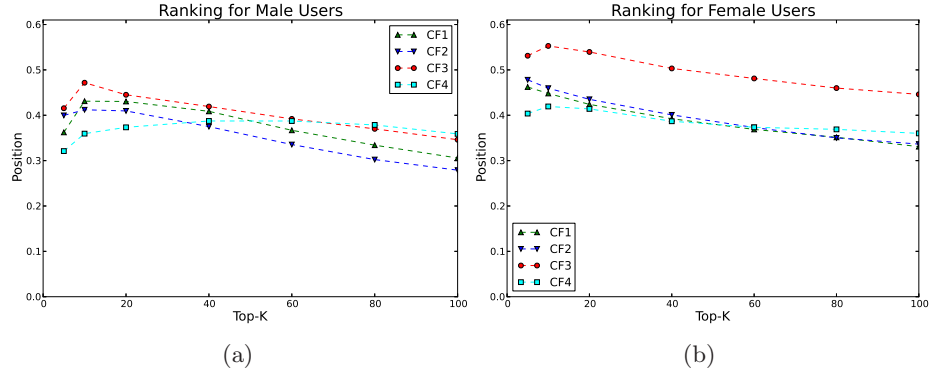 Ranking for Male Users
0.6
0.5
0.4
0.3
0.2
0.1
0.0
Position
0
20
40
60
80
100
Top-K
CF1
CF2
CF3
CF4
(a)
Ranking for Female Users
0.6
0.5
0.4
0.3
0.2
0.1
0.0
Position
0
20
40
60
80
100
Top-K
CF1
CF2
CF3
CF4
(b)